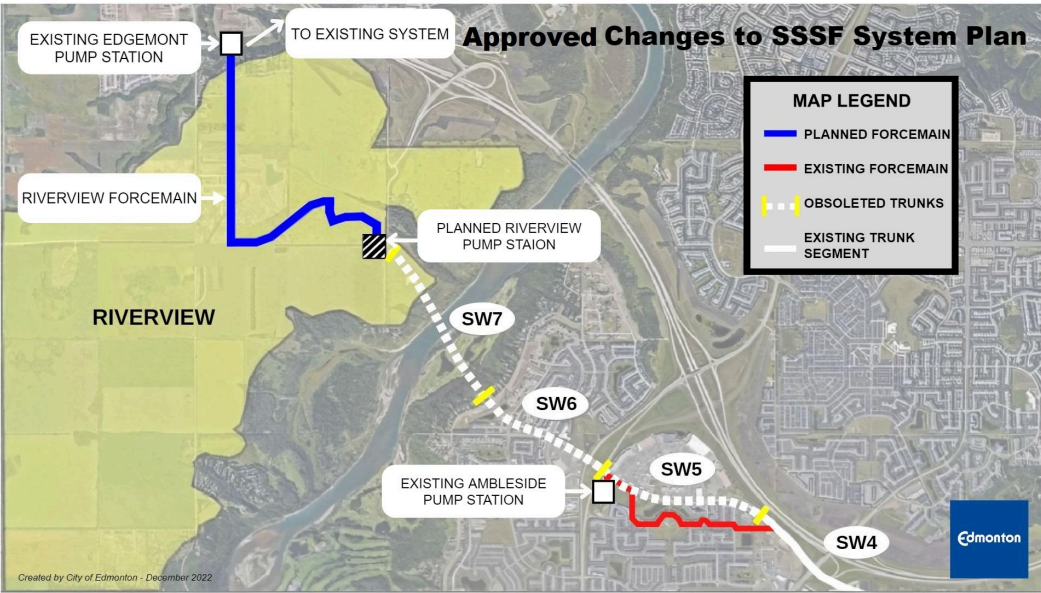 Approved Changes to SSSF System Plan
EXISTING EDGEMONT
PUMP STATION
TO EXISTING SYSTEM
MAP LEGEND
PLANNED FORCEMAIN
EXISTING FORCEMAIN
OBSOLETED TRUNKS
EXISTING TRUNK
SEGMENT
RIVERVIEW FORCEMAIN
PLANNED RIVERVIEW
PUMP STAION
RIVERVIEW
SW7
SW6
SW5
EXISTING AMBLESIDE
PUMP STATION
SW4
Edmonton
Created by City of Edmonton - December 2022